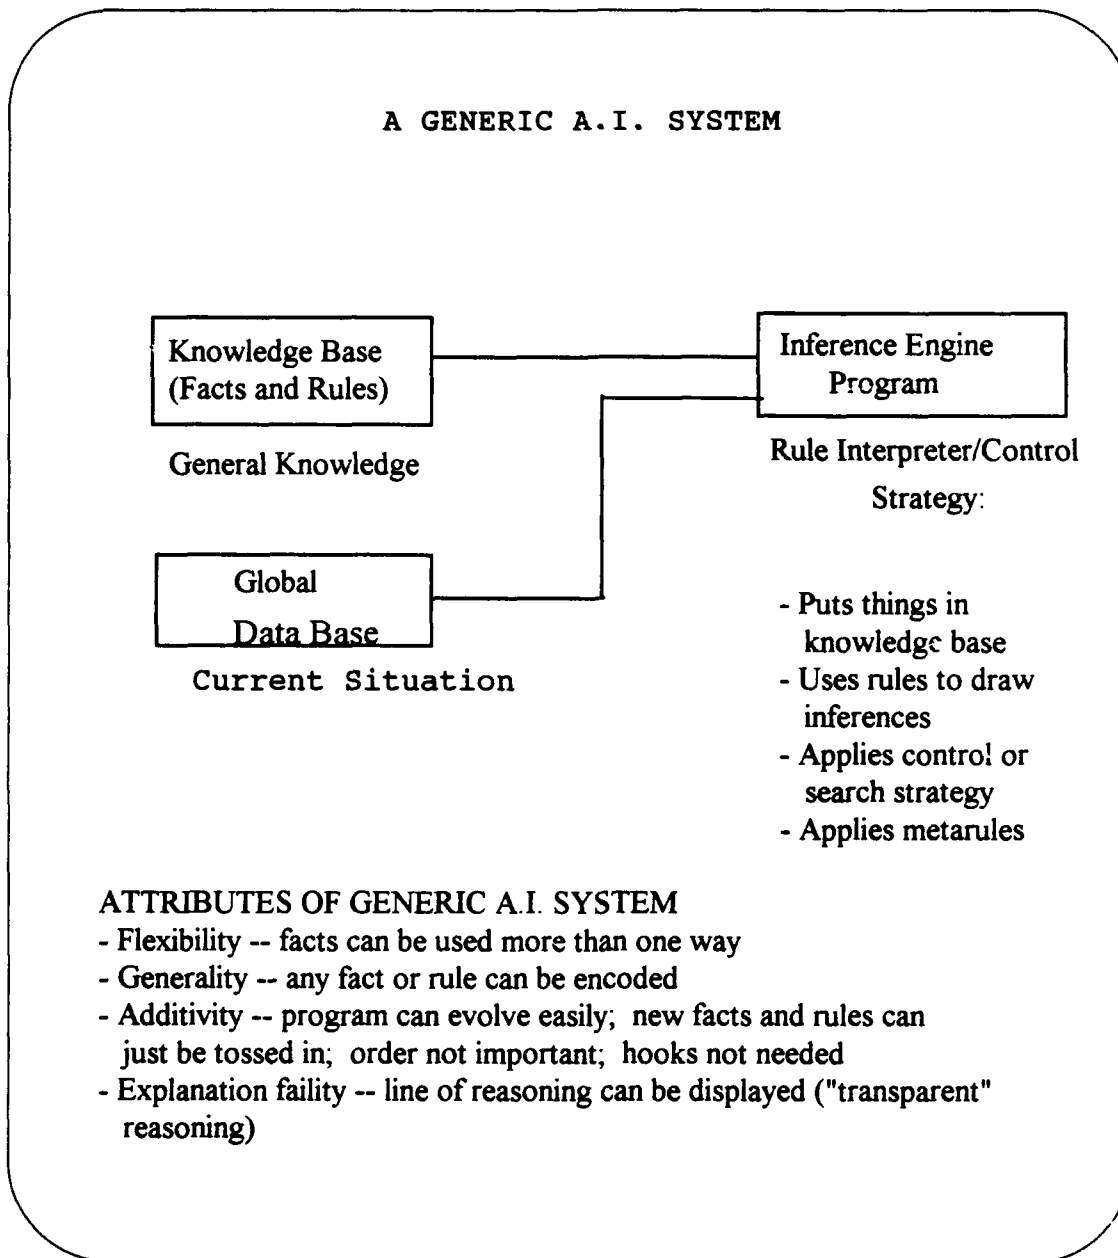 A GENERIC A.I. SYSTEM
Knowledge Base
(Facts and Rules)
General Knowledge
Inference Engine
Program
Rule Interpreter/Control
Strategy:
Global
Data Base
Current Situation
- Puts things in
knowledge base
- Uses rules to draw
inferences
- Applies control or
search strategy
- Applies metarules
ATTRIBUTES OF GENERIC A.I. SYSTEM
- Flexibility -- facts can be used more than one way
- Generality -- any fact or rule can be encoded
- Additivity -- program can evolve easily; new facts and rules can
just be tossed in; order not important; hooks not needed
- Explanation faility -- line of reasoning can be displayed ("transparent"
reasoning)